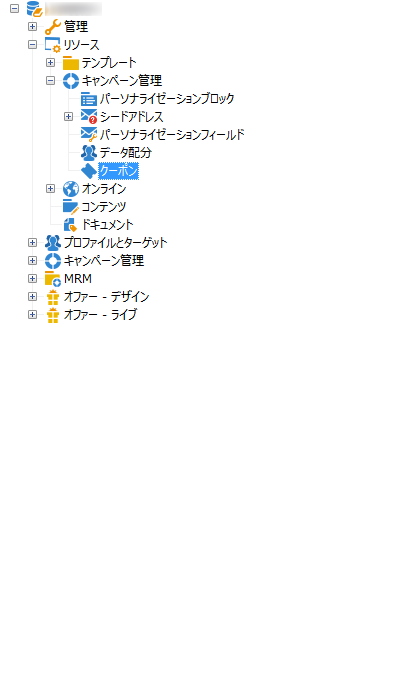 管理
リソース
テンプレート
キャンペーン管理
パーソナライゼーションブロック
シードアドレス
パーソナライゼーションフィールド
データ配分
クーポン
オンライン
コンテンツ
ドキュメント
プロファイルとターゲット
キャンペーン管理
MRM
オファー - デザイン
オファー - ライブ